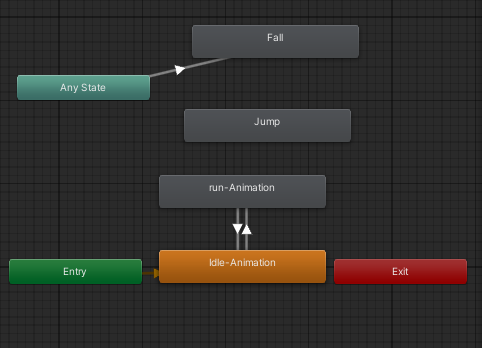 Fall
Any State
Jump
run-Animation
Idle-Animation
Entry
Exit